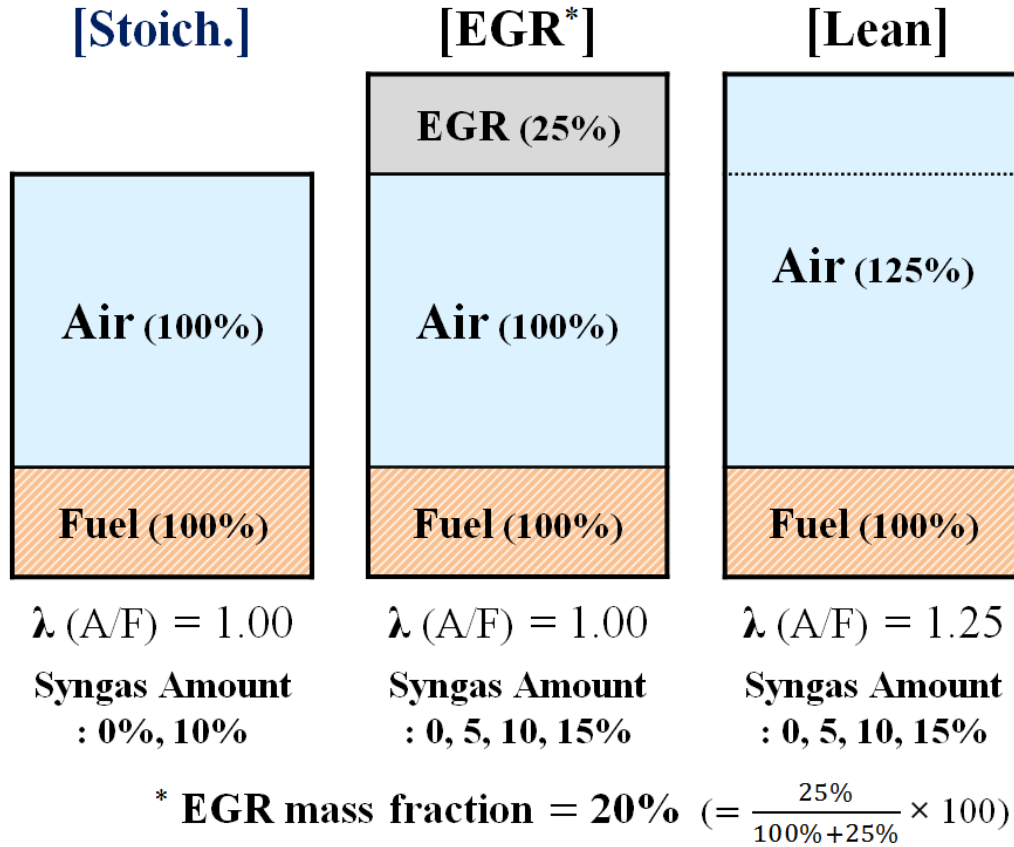 [Stoich.]
[EGR*]
[Lean]
EGR (25%)
Air (100%)
Air (100%)
Air (125%)
Fuel (100%)
Fuel (100%)
Fuel (100%)
λ (A/F) = 1.00
λ (A/F) = 1.00
λ (A/F) = 1.25
Syngas Amount
: 0%, 10%
Syngas Amount
: 0, 5, 10, 15%
Syngas Amount
: 0, 5, 10, 15%
* EGR mass fraction = 20% (= 25% / 100%+25% × 100)